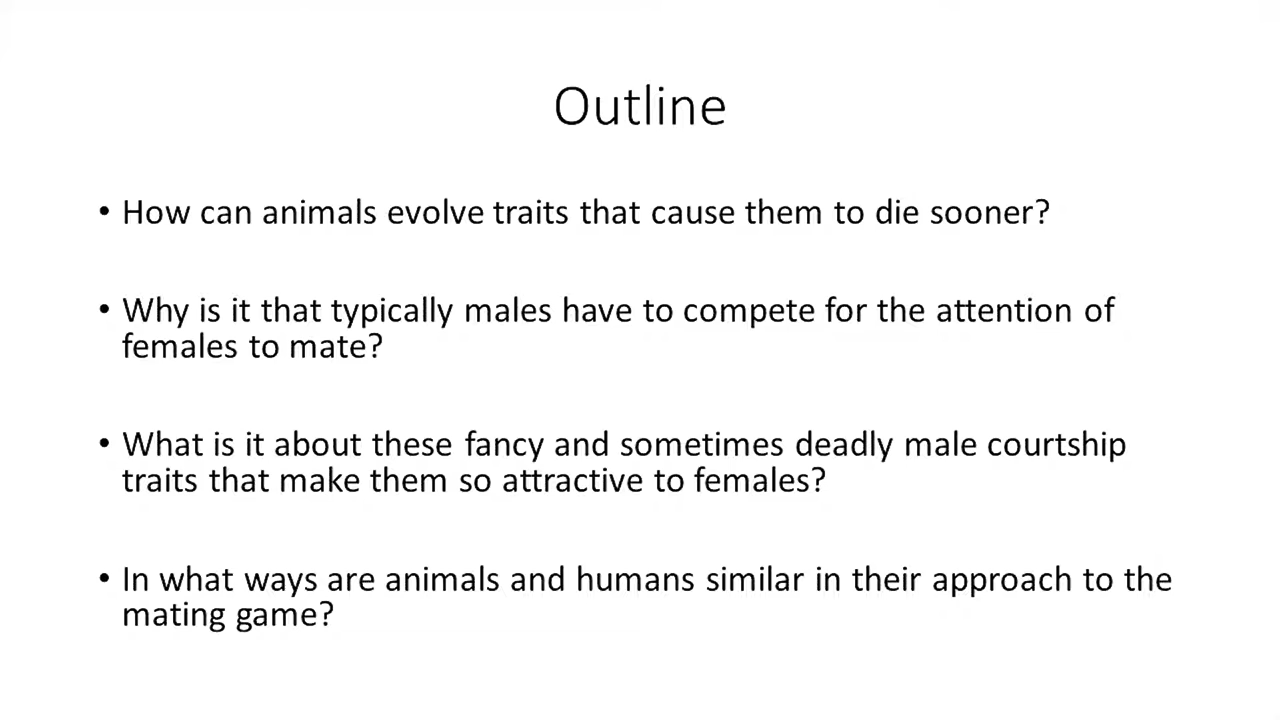 Outline
• How can animals evolve traits that cause them to die sooner?
• Why is it that typically males have to compete for the attention of
females to mate?
• What is it about these fancy and sometimes deadly male courtship
traits that make them so attractive to females?
• In what ways are animals and humans similar in their approach to the
mating game?